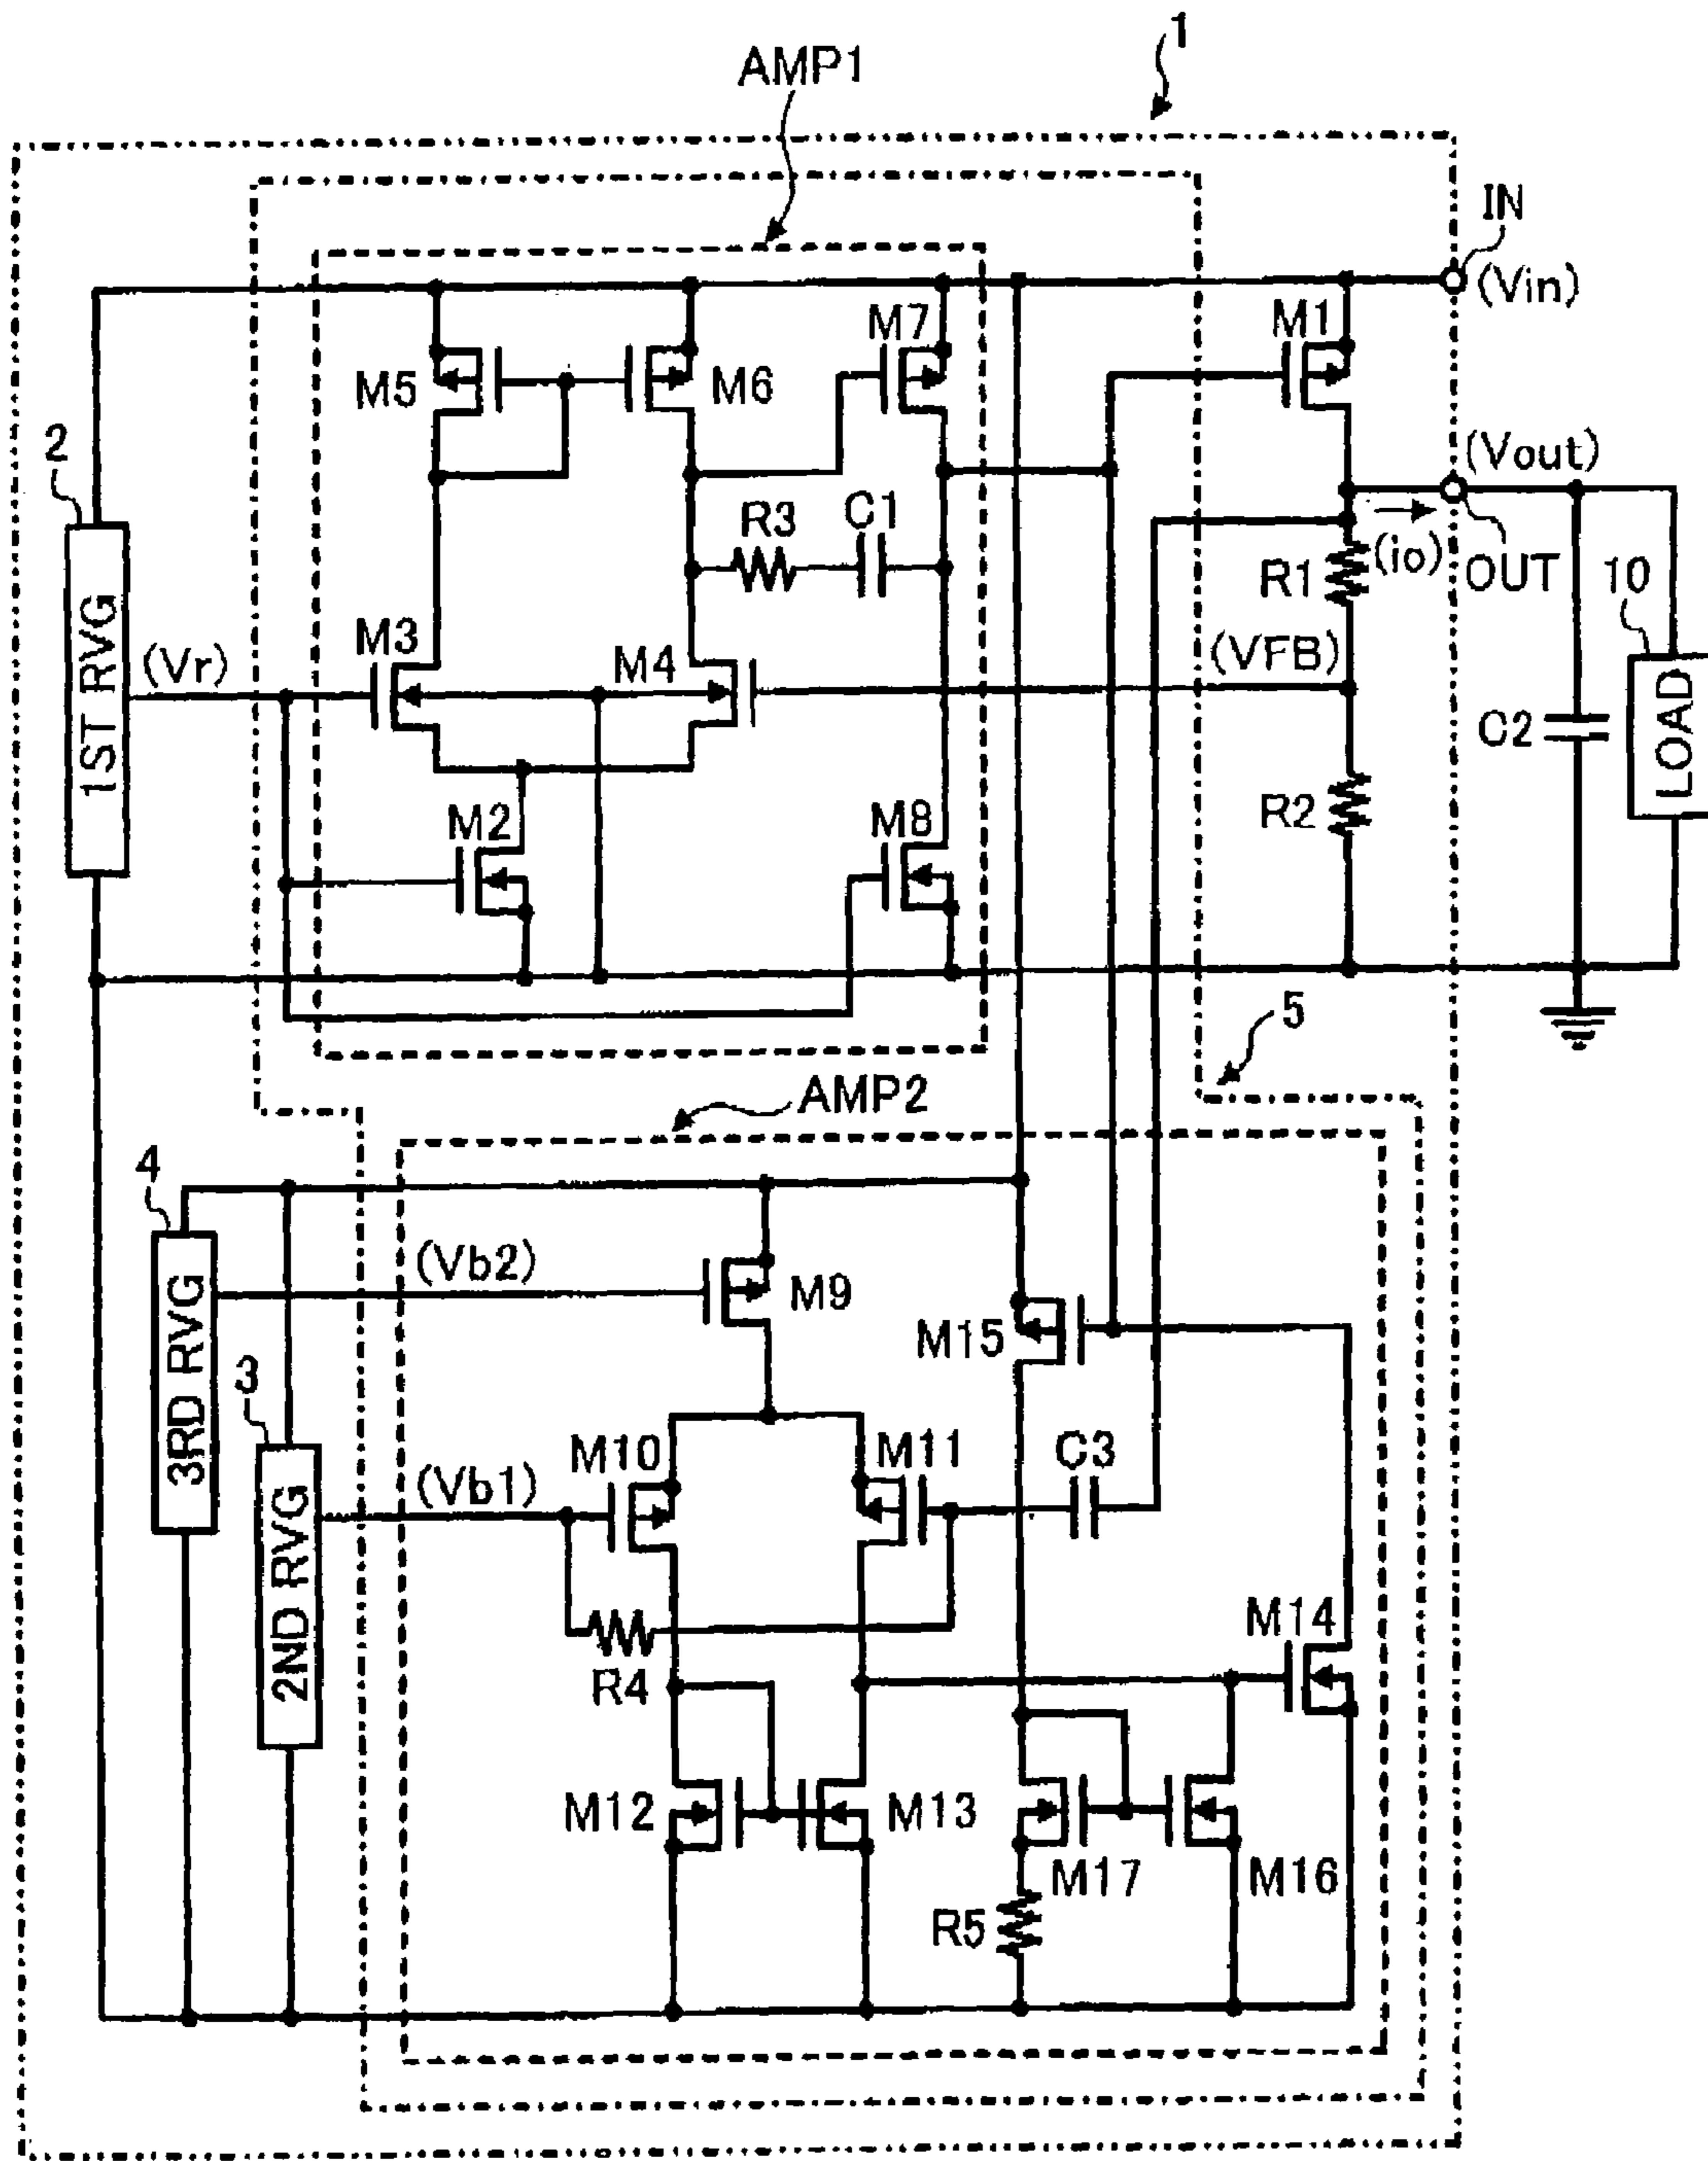 1
AMP1
IN
(Vin)
M7
M1
M5
M6
2
(Vout)
R3
C1
(io)
OUT
R1
10
1ST RVG
(Vr)
M3
M4
(VFB)
C2
LOAD
M2
M8
R2
5
AMP2
4
(Vb2)
M9
3RD RVG
M15
3
M10
M11
C3
(Vb1)
2ND RVG
M14
R4
M12
M13
M17
M16
R5